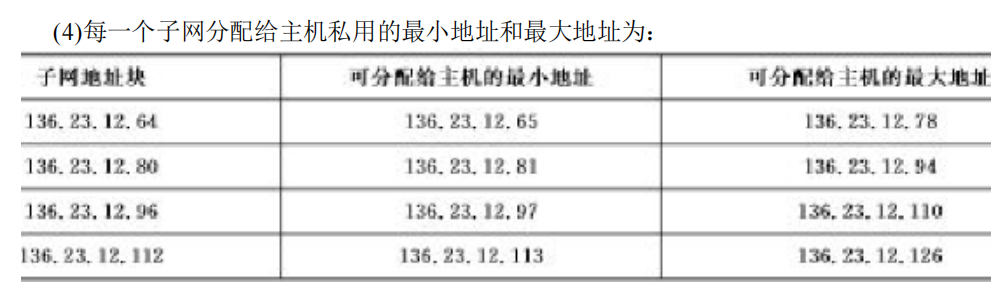 (4)每一个子网分配给主机私用的最小地址和最大地址为：
子网地址块 可分配给主机的最小地址 可分配给主机的最大地址
136.23.12.64 136.23.12.65 136.23.12.78
136.23.12.80 136.23.12.81 136.23.12.94
136.23.12.96 136.23.12.97 136.23.12.110
136.23.12.112 136.23.12.113 136.23.12.126